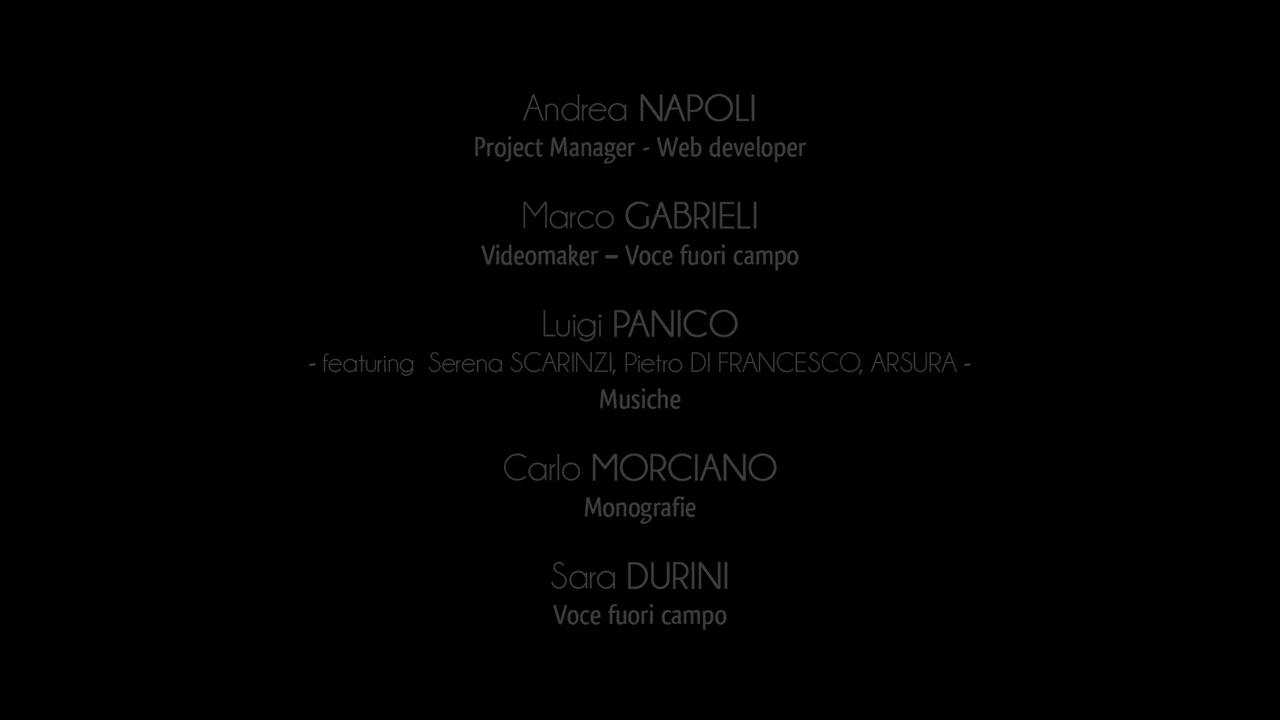 Andrea NAPOLI
Project Manager - Web developer
Marco GABRIELI
Videomaker – Voce fuori campo
Luigi PANICO
- featuring Serena SCARINZI, Pietro DI FRANCESCO, ARSURA -
Musiche
Carlo MORCIANO
Monografie
Sara DURINI
Voce fuori campo